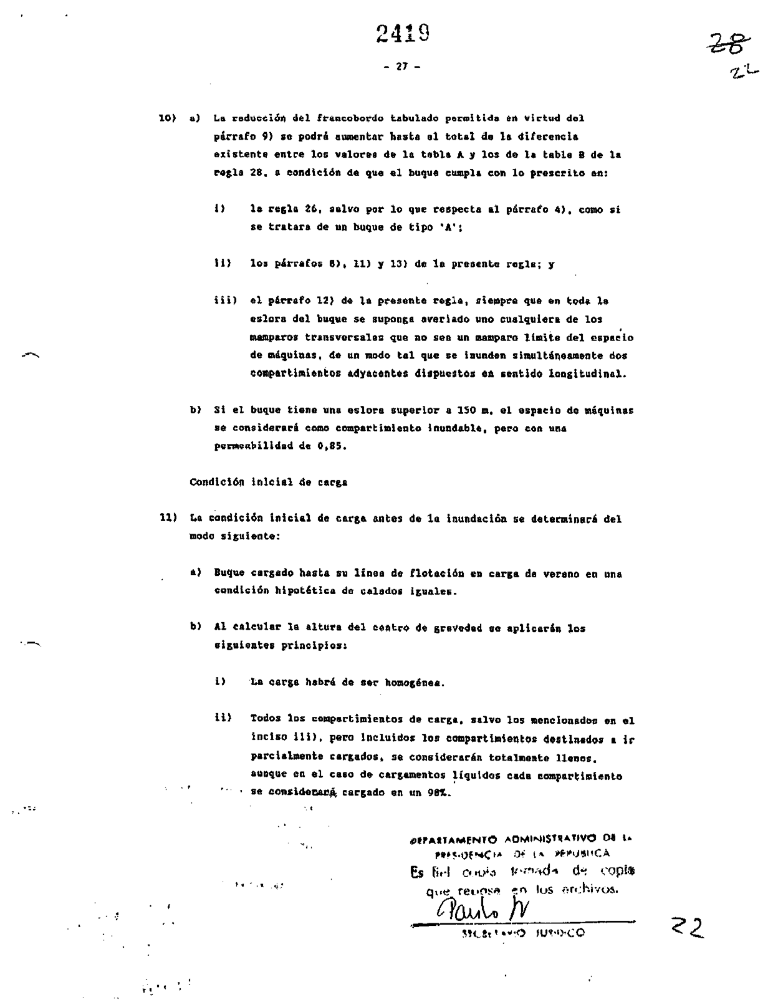 2419
28
- 27 -
22
10) a) La reducción del francobordo tabulado permitida en virtud del
párrafo 9) se podrá aumentar hasta el total de la diferencia
existente entre los valores de la tabla A y los de la tabla B de la
regla 28, a condición de que el buque cumpla con lo prescrito en:
i) la regla 26, salvo por lo que respecta al párrafo 4), como si
se tratara de un buque de tipo 'A';
ii) los párrafos 8), 11) y 13) de la presente regla; y
iii) el párrafo 12) de la presente regla, siempre que en toda la
eslora del buque se suponga averiado uno cualquiera de los
mamparos transversales que no sea un mamparo límite del espacio
de máquinas, de un modo tal que se inunden simultáneamente dos
compartimientos adyacentes dispuestos en sentido longitudinal.
b) Si el buque tiene una eslora superior a 150 m, el espacio de máquinas
se considerará como compartimiento inundable, pero con una
permeabilidad de 0,85.
Condición inicial de carga
11) La condición inicial de carga antes de la inundación se determinará del
modo siguiente:
a) Buque cargado hasta su línea de flotación en carga de verano en una
condición hipotética de calados iguales.
b) Al calcular la altura del centro de gravedad se aplicarán los
siguientes principios:
i) La carga habrá de ser homogénea.
ii) Todos los compartimientos de carga, salvo los mencionados en el
inciso iii), pero incluidos los compartimientos destinados a ir
parcialmente cargados, se considerarán totalmente llenos,
aunque en el caso de cargamentos líquidos cada compartimiento
se considerará cargado en un 98%.
DEPARTAMENTO ADMINISTRATIVO DE LA
PRESIDENCIA DE LA REPUBLICA
Es fiel copia tomada de copia
que reposa en los archivos.
SECRETARIO JURIDICO
22